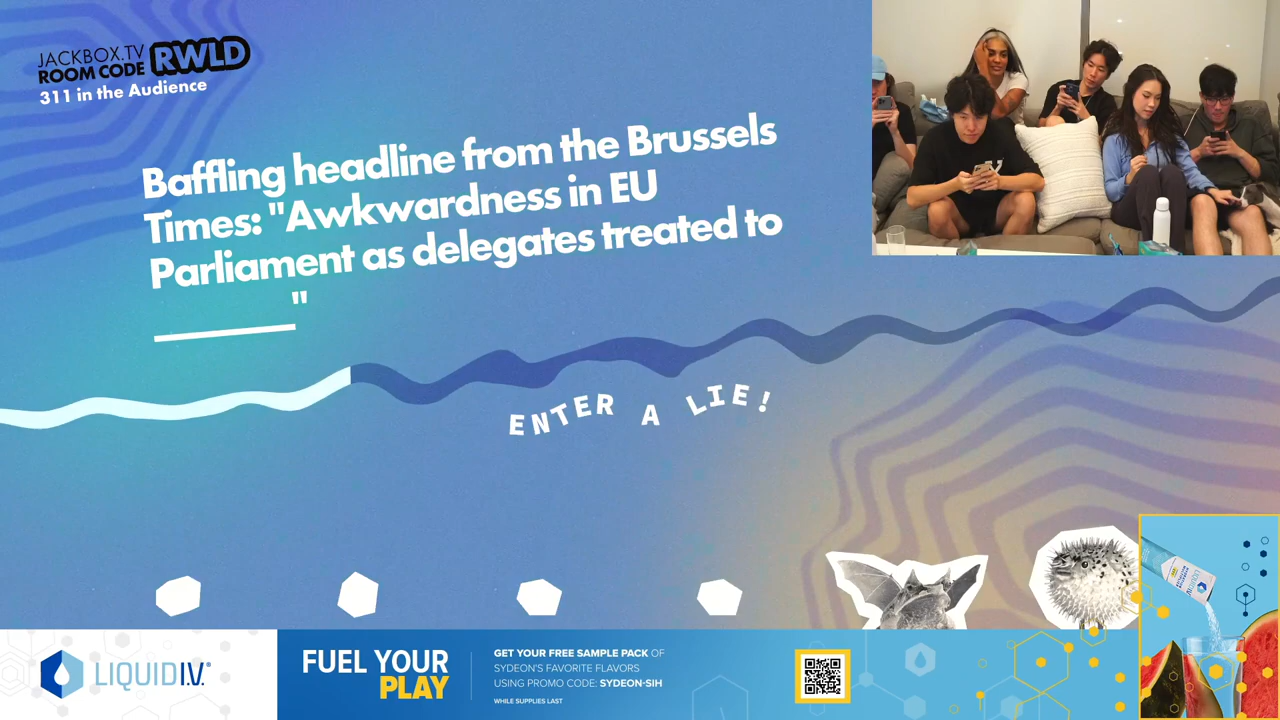 JACKBOX.TV
ROOM CODE RWLD
311 in the Audience
Baffling headline from the Brussels
Times: "Awkwardness in EU
Parliament as delegates treated to
________"
ENTER A LIE!
LIQUID I.V.
FUEL YOUR
PLAY
GET YOUR FREE SAMPLE PACK OF
SYDEON'S FAVORITE FLAVORS
USING PROMO CODE: SYDEON-SIH
WHILE SUPPLIES LAST